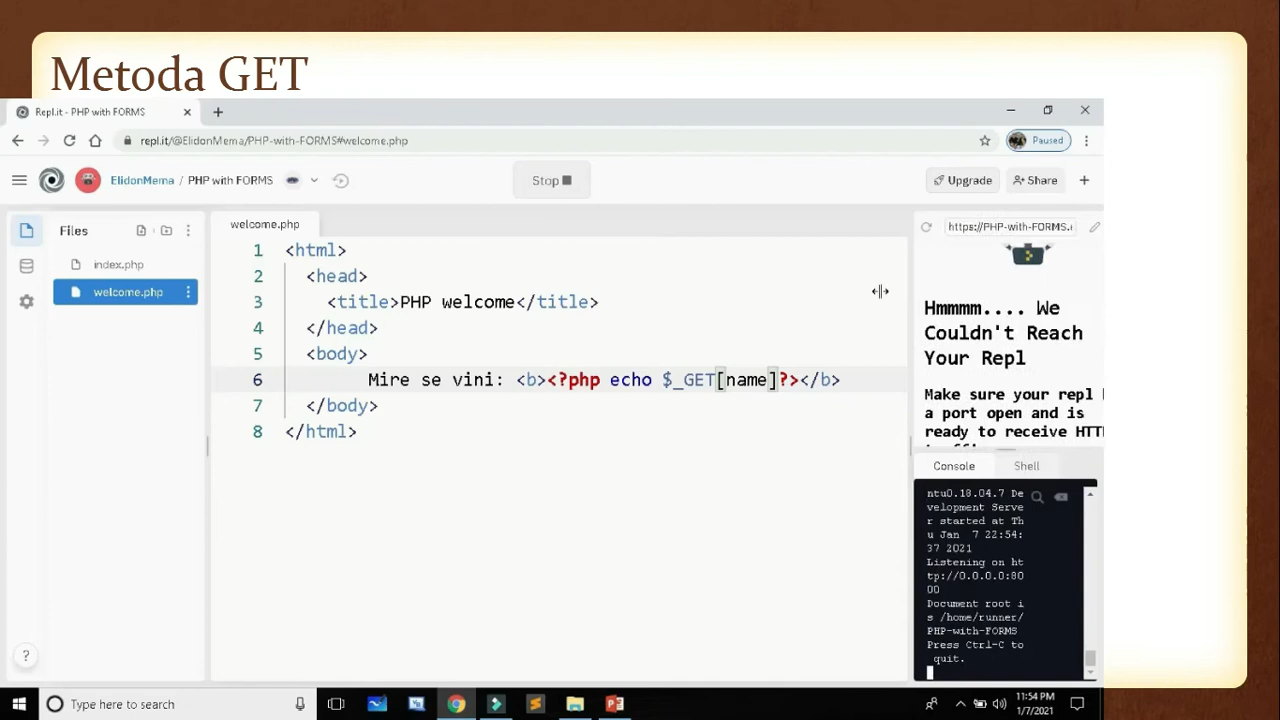 Metoda GET
Repl.it - PHP with FORMS
repl.it/@ElidonMema/PHP-with-FORMS#welcome.php
Paused
ElidonMema / PHP with FORMS
Stop
Upgrade
Share
Files
index.php
welcome.php
welcome.php
1 <html>
2 <head>
3 <title>PHP welcome</title>
4 </head>
5 <body>
6 Mire se vini: <b><?php echo $_GET[name]?></b>
7 </body>
8 </html>
https://PHP-with-FORMS.
Hmmmm.... We
Couldn't Reach
Your Repl
Make sure your repl
a port open and is
ready to receive HTT
Console
Shell
ntu0.18.04.7 De
velopment Serve
r started at Th
u Jan 7 22:54:
37 2021
Listening on ht
tp://0.0.0.0:80
00
Document root i
s /home/runner/
PHP-with-FORMS
Press Ctrl-C to
quit.
?
Type here to search
11:54 PM
1/7/2021